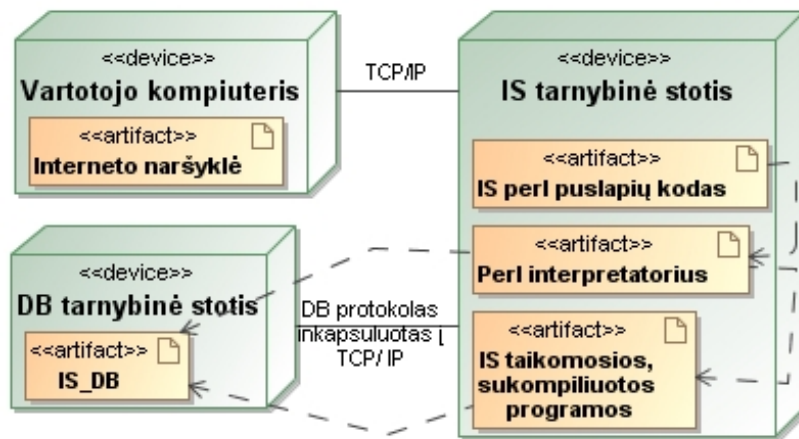 <<device>>
Vartotojo kompiuteris
<<artifact>>
Interneto naršyklė
TCP/IP
<<device>>
IS tarnybinė stotis
<<artifact>>
IS perl puslapių kodas
<<artifact>>
Perl interpretatorius
<<artifact>>
IS taikomosios,
sukompiliuotos
programos
<<device>>
DB tarnybinė stotis
<<artifact>>
IS_DB
DB protokolas
inkapsuluotas į
TCP/ IP